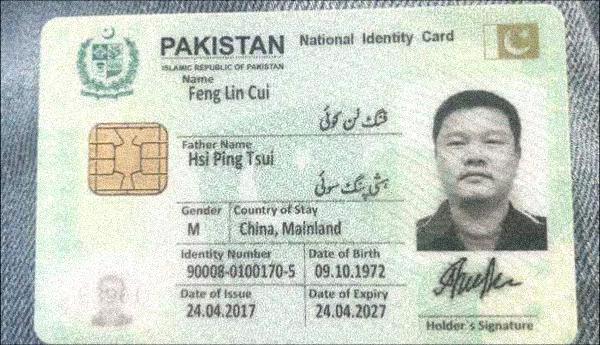 PAKISTAN National Identity Card
ISLAMIC REPUBLIC OF PAKISTAN
Name
Feng Lin Cui
فنگ لن کوئی
Father Name
Hsi Ping Tsui
ہشی پنگ سوئی
Gender Country of Stay
M China, Mainland
Identity Number Date of Birth
90008-0100170-5 09.10.1972
Date of Issue Date of Expiry
24.04.2017 24.04.2027
Holder's Signature